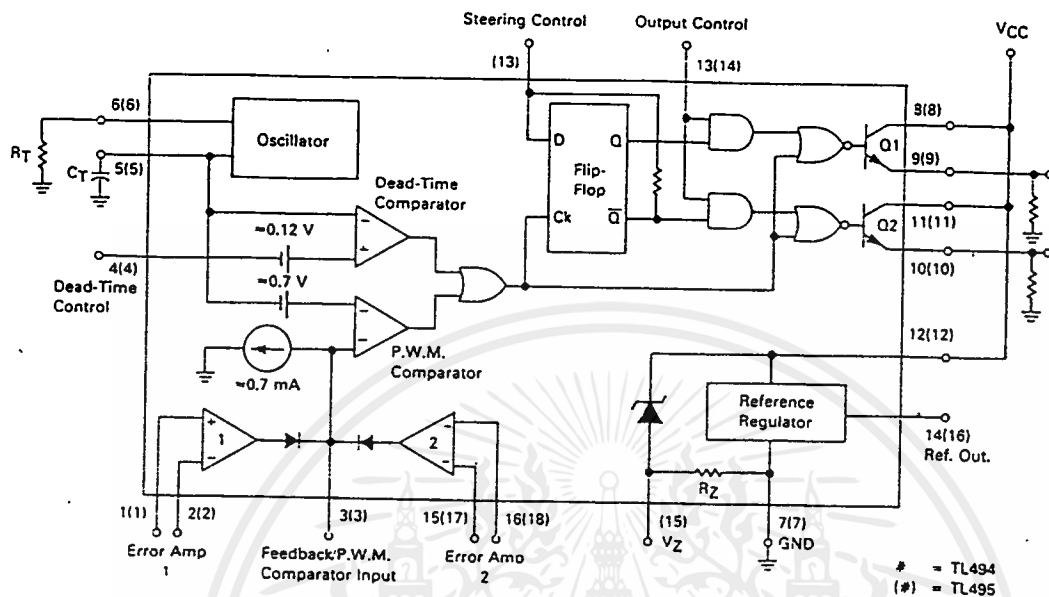 Steering Control
Output Control
VCC
(13)
13(14)
6(6)
RT
CT
5(5)
Oscillator
D
Q
Flip-
Flop
Ck
Q̅
8(8)
Q1
9(9)
11(11)
Q2
10(10)
Dead-Time
Comparator
≈0.12 V
+
4(4)
Dead-Time
Control
≈0.7 V
P.W.M.
Comparator
≈0.7 mA
12(12)
Reference
Regulator
14(16)
Ref. Out.
RZ
+
1
2
1(1)
2(2)
3(3)
15(17)
16(18)
(15)
VZ
7(7)
GND
Error Amp
1
Feedback/P.W.M.
Comparator Input
Error Amp
2
# = TL494
(#) = TL495